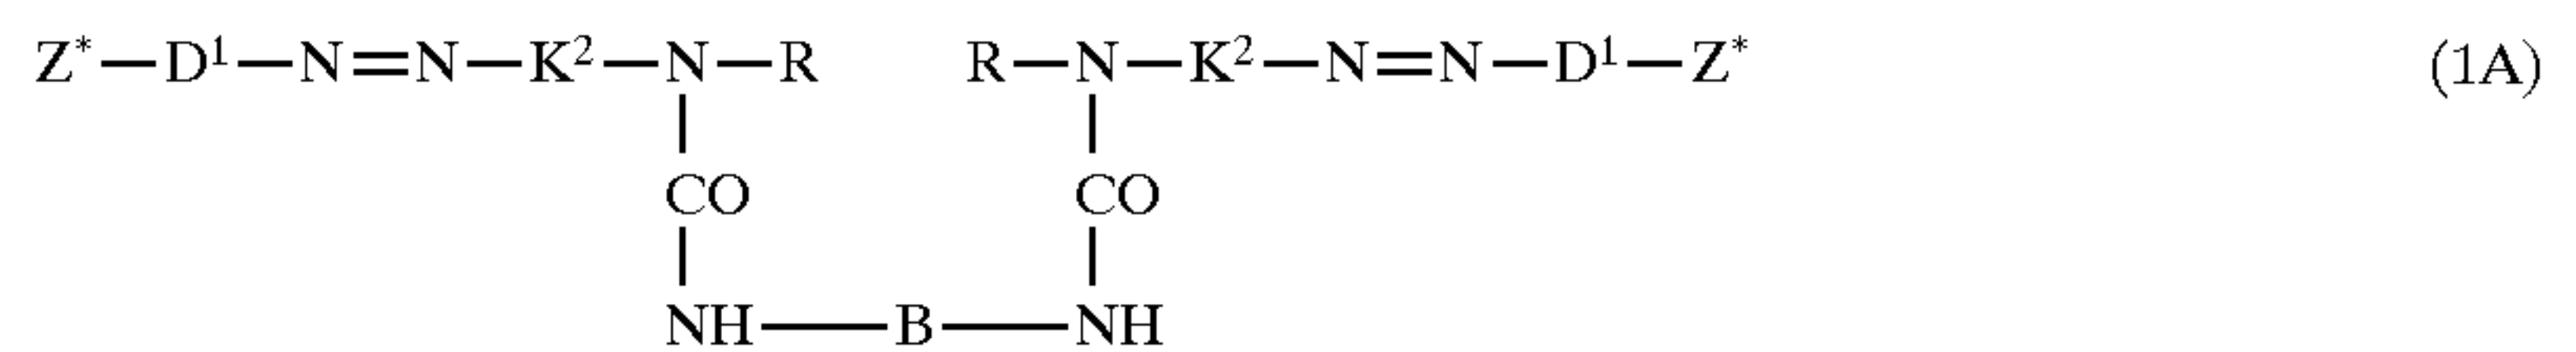 Z*—D¹—N=N—K²—N—R R—N—K²—N=N—D¹—Z* (1A)
CO CO
NH—B—NH